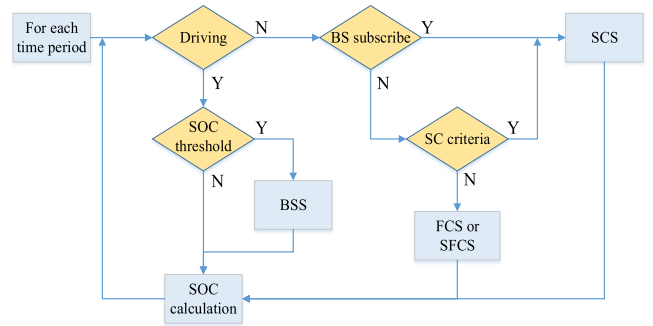 For each
time period
Driving
N
BS subscribe
Y
SCS
Y
N
SOC
threshold
Y
SC criteria
Y
N
N
BSS
FCS or
SFCS
SOC
calculation